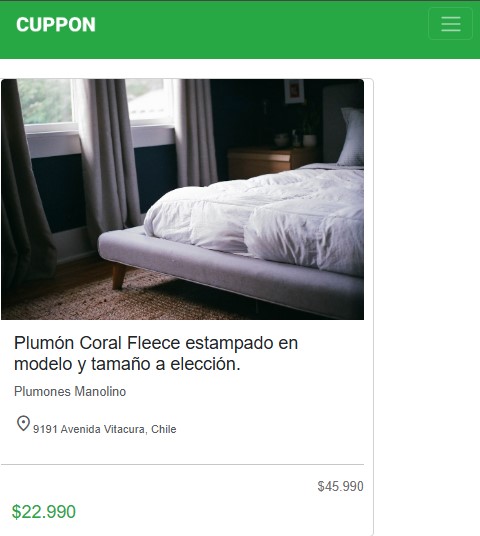 CUPPON
Plumón Coral Fleece estampado en
modelo y tamaño a elección.
Plumones Manolino
9191 Avenida Vitacura, Chile
$45.990
$22.990